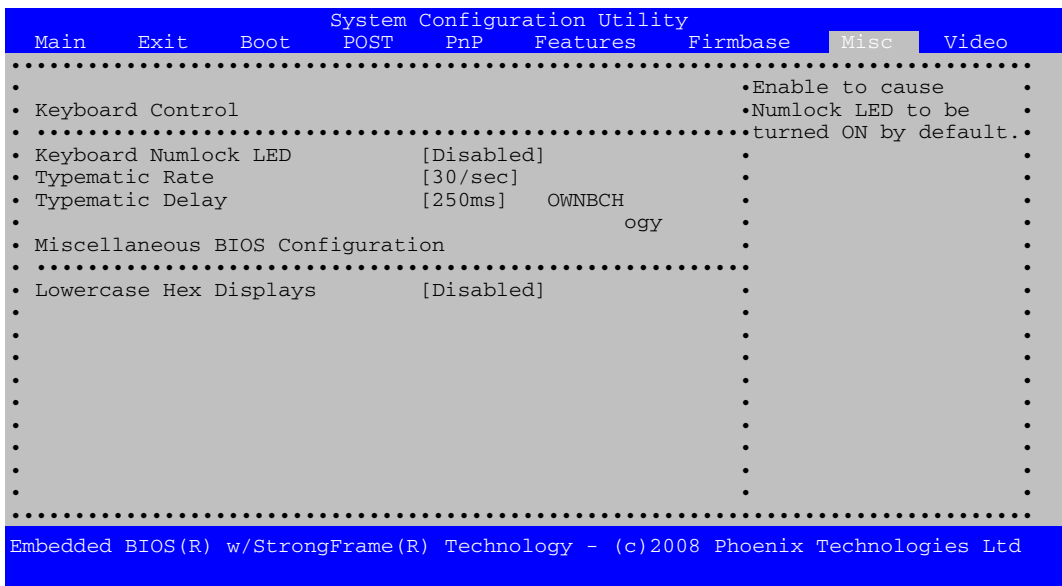 System Configuration Utility
Main Exit Boot POST PnP Features Firmbase Misc Video
Enable to cause
Keyboard Control
Numlock LED to be
turned ON by default.
Keyboard Numlock LED [Disabled]
Typematic Rate [30/sec]
Typematic Delay [250ms] OWNBCH
ogy
Miscellaneous BIOS Configuration
Lowercase Hex Displays [Disabled]
Embedded BIOS(R) w/StrongFrame(R) Technology - (c)2008 Phoenix Technologies Ltd